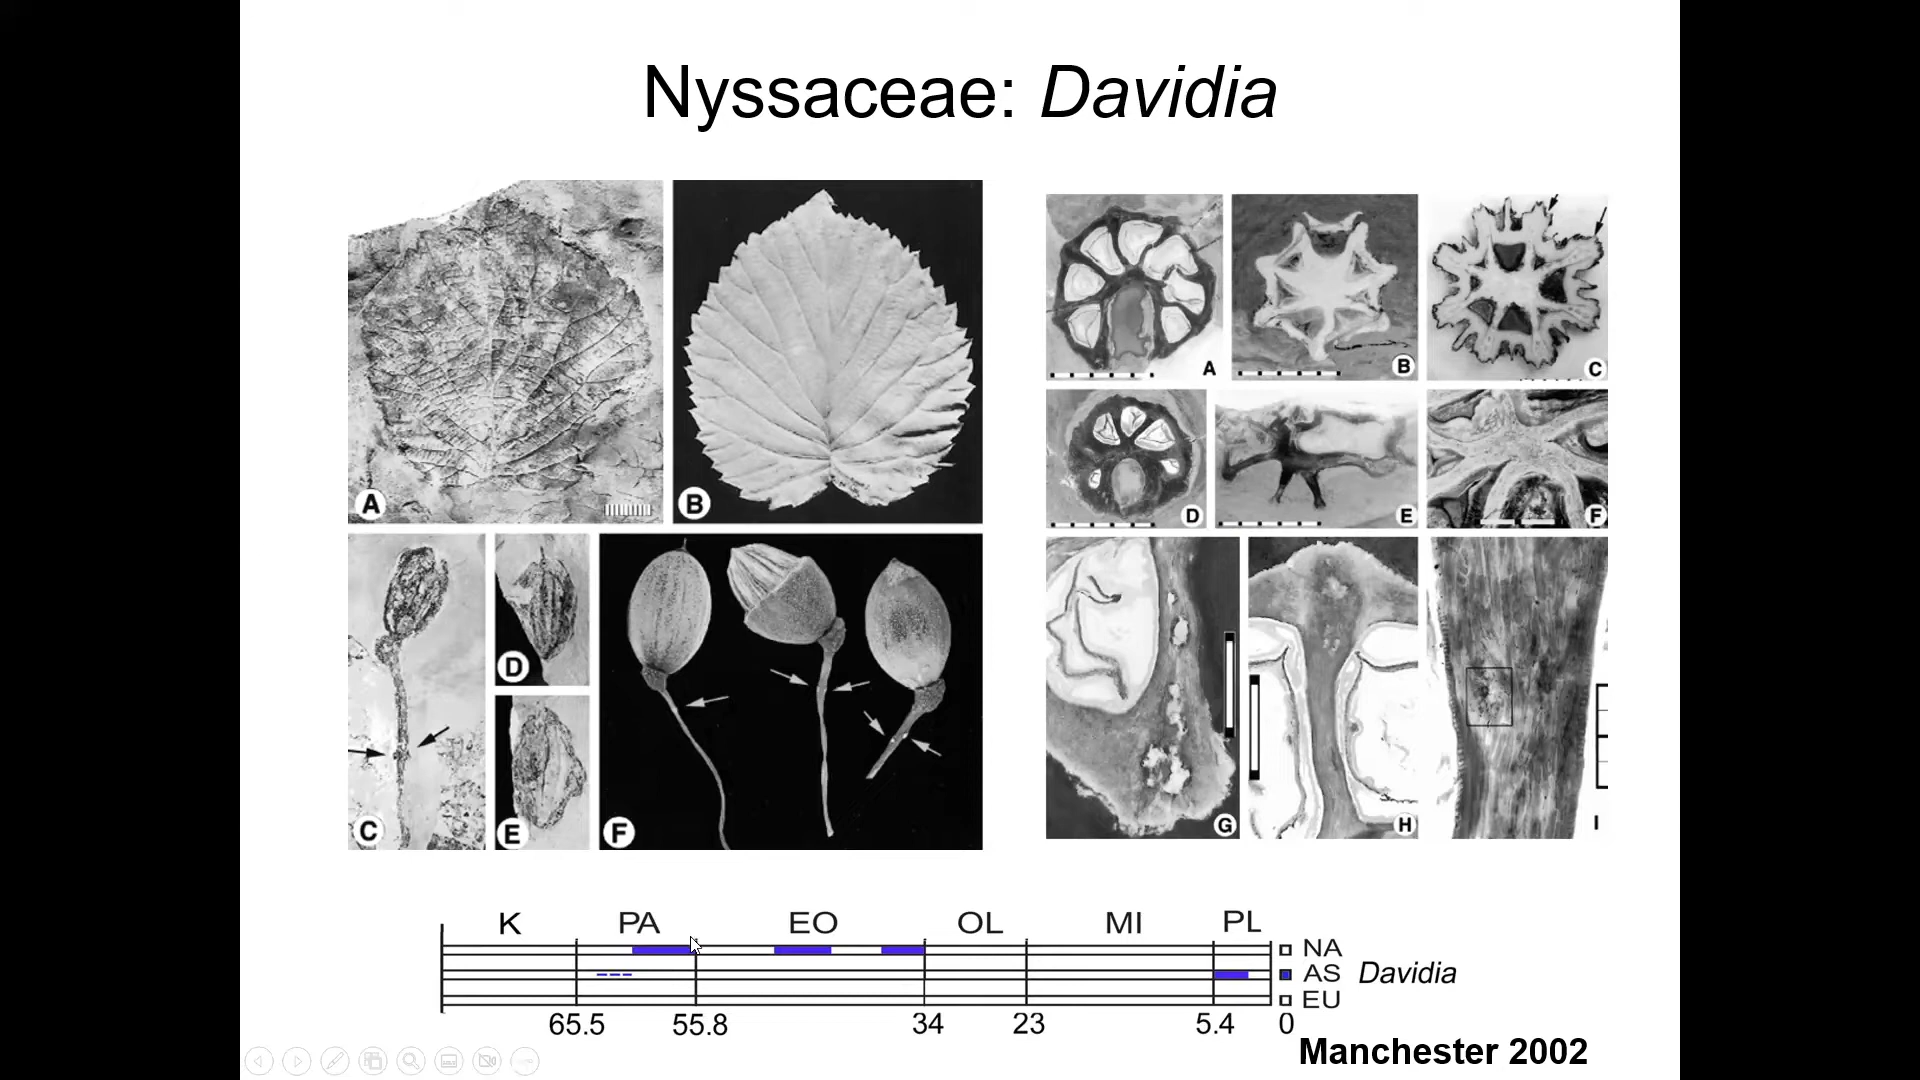 Nyssaceae: Davidia
A
B
C
D
E
F
A
B
C
D
E
F
G
H
I
K PA EO OL MI PL
NA
AS Davidia
EU
65.5 55.8 34 23 5.4 0
Manchester 2002